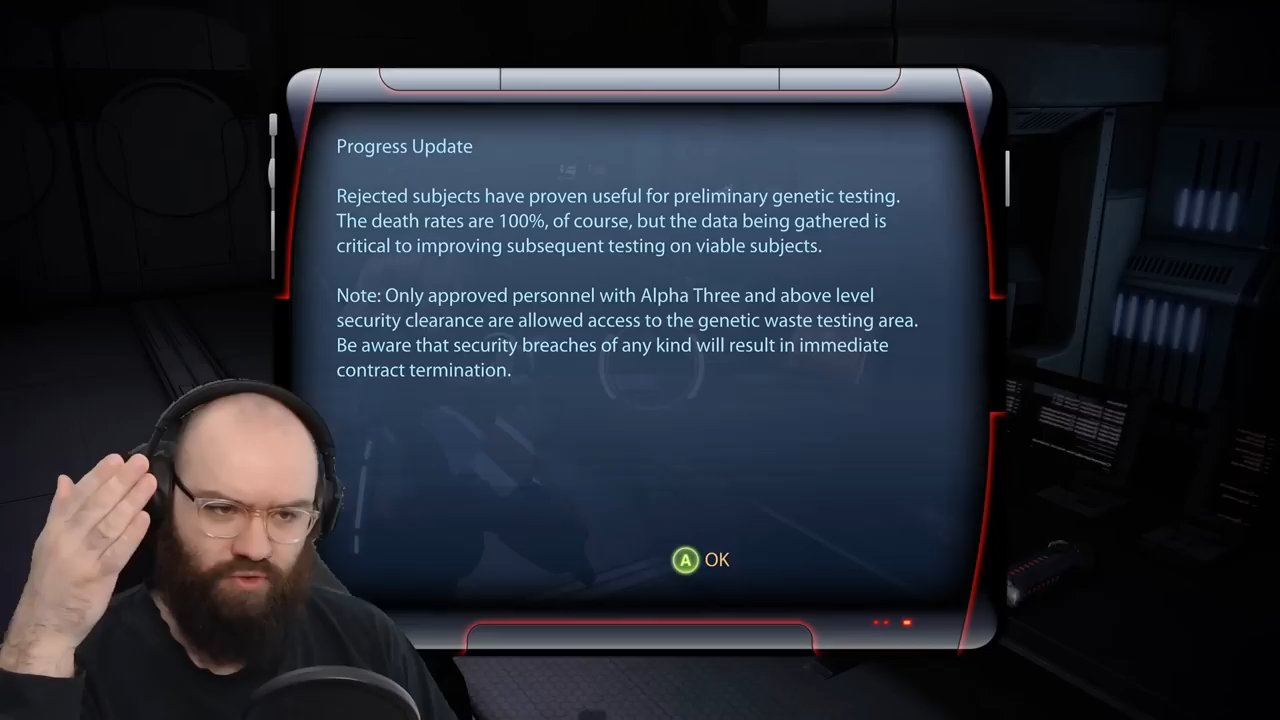 Progress Update
Rejected subjects have proven useful for preliminary genetic testing.
The death rates are 100%, of course, but the data being gathered is
critical to improving subsequent testing on viable subjects.
Note: Only approved personnel with Alpha Three and above level
security clearance are allowed access to the genetic waste testing area.
Be aware that security breaches of any kind will result in immediate
contract termination.
A OK